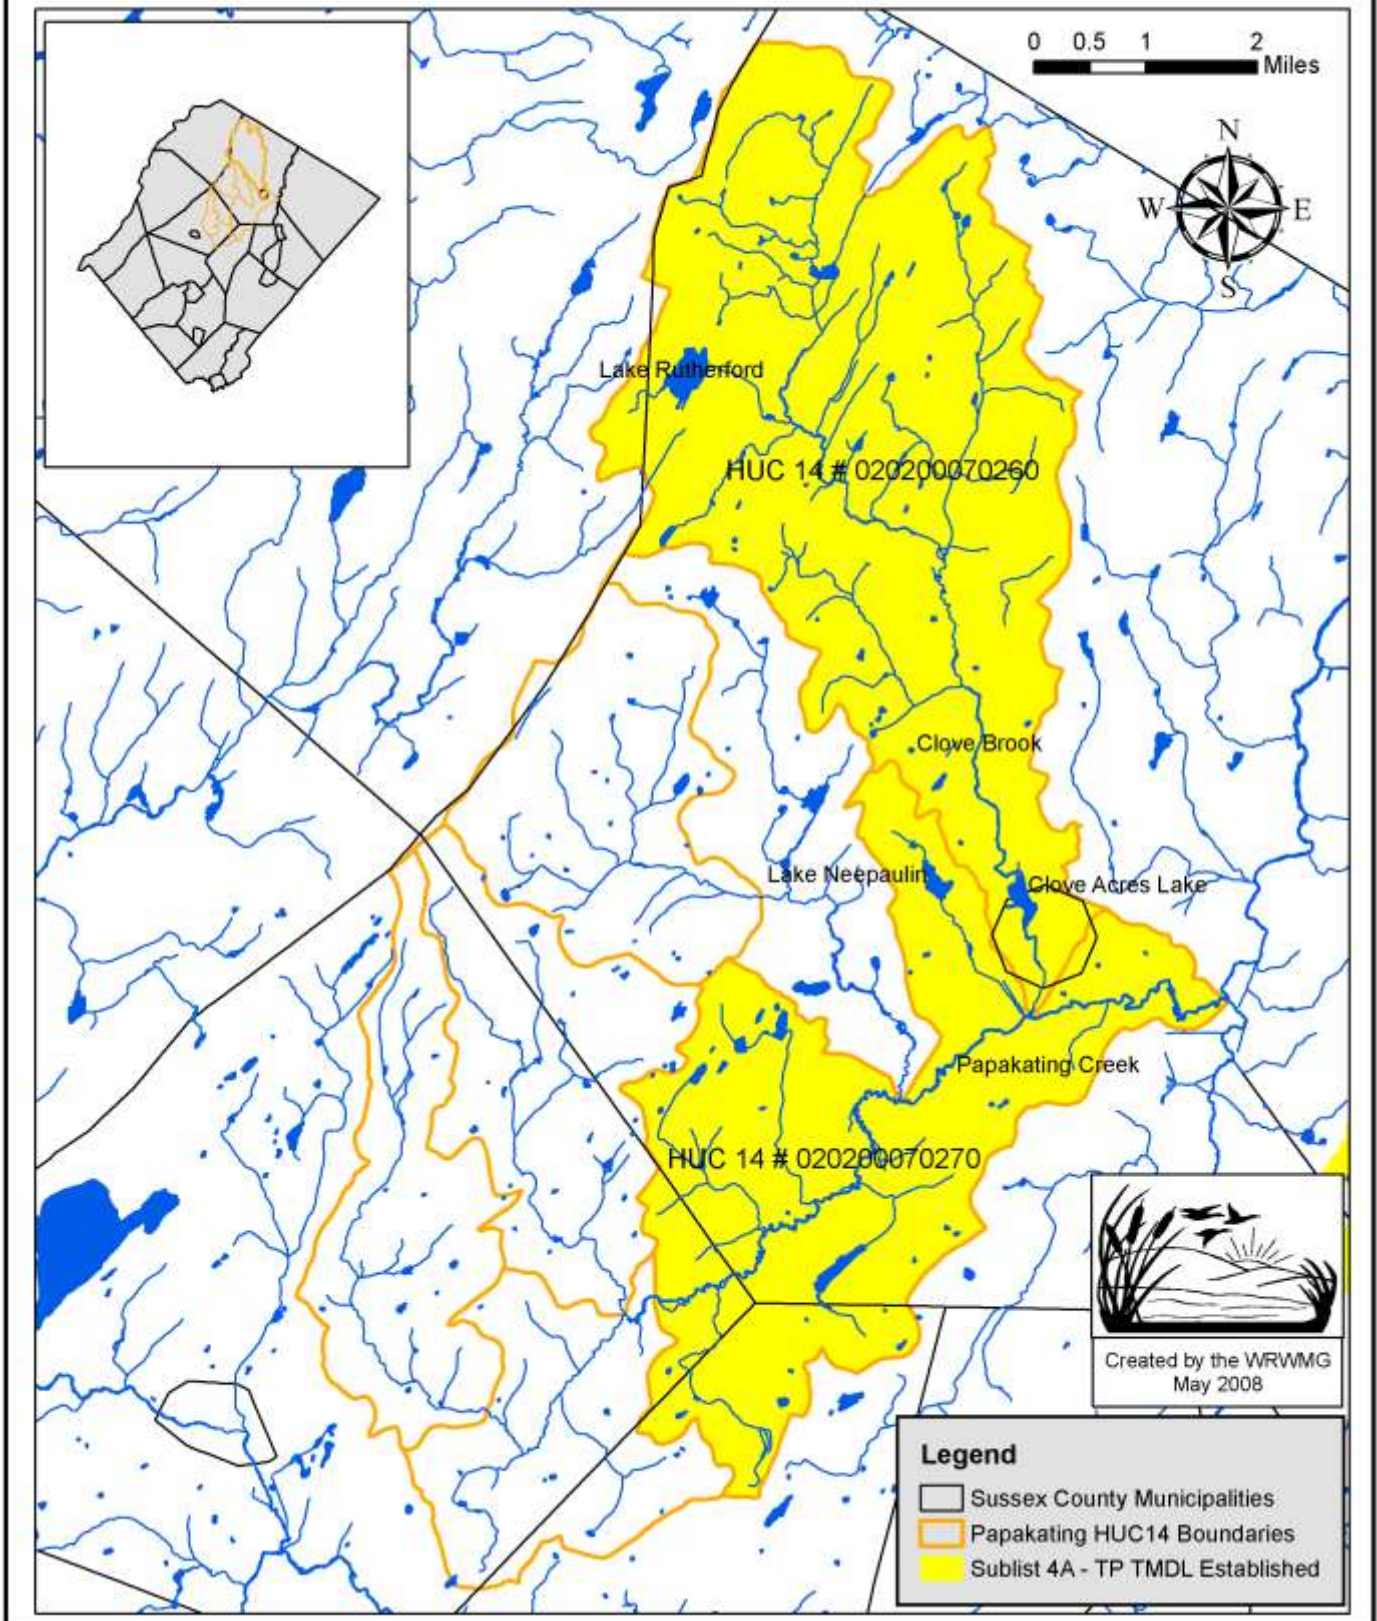 0 0.5 1 2
Miles
N
W E
S
Lake Rutherford
HUC 14 # 020200070260
Clove Brook
Lake Neepaulin
Clove Acres Lake
Papakating Creek
HUC 14 # 020200070270
Created by the WRWMG
May 2008
Legend
Sussex County Municipalities
Papakating HUC14 Boundaries
Sublist 4A - TP TMDL Established